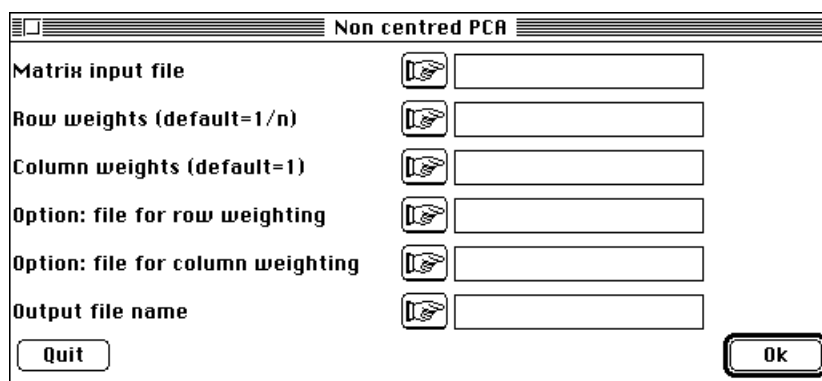 Non centred PCA
Matrix input file
Row weights (default=1/n)
Column weights (default=1)
Option: file for row weighting
Option: file for column weighting
Output file name
Quit Ok